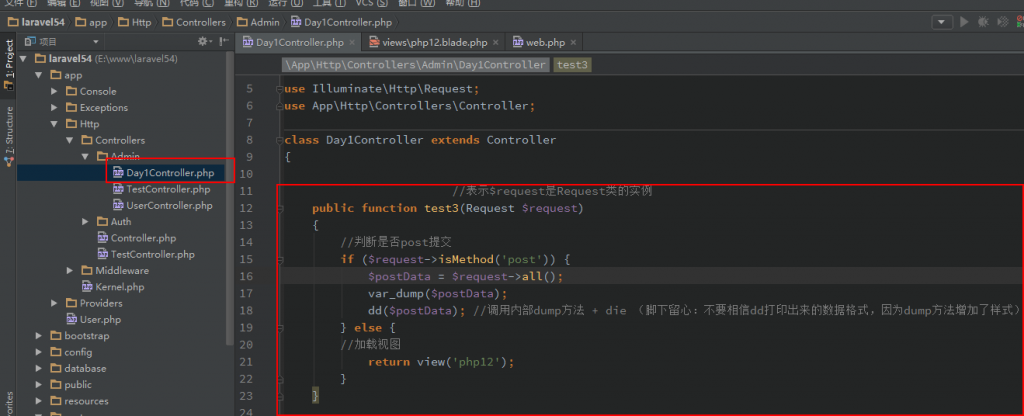 文件(F) 编辑(E) 视图(V) 导航(N) 代码(C) 重构(R) 运行(U) 工具(T) VCS(S) 窗口(W) 帮助(H)
laravel54 app Http Controllers Admin Day1Controller.php
1: Project
7: Structure
项目
laravel54 (E:\www\laravel54)
app
Console
Exceptions
Http
Controllers
Admin
Day1Controller.php
TestController.php
UserController.php
Auth
Controller.php
TestController.php
Middleware
Kernel.php
Providers
User.php
bootstrap
config
database
public
resources
Day1Controller.php × views\php12.blade.php × web.php ×
\App\Http\Controllers\Admin\Day1Controller test3
5 use Illuminate\Http\Request;
6 use App\Http\Controllers\Controller;
7
8 class Day1Controller extends Controller
9 {
10
11 //表示$request是Request类的实例
12 public function test3(Request $request)
13 {
14 //判断是否post提交
15 if ($request->isMethod('post')) {
16 $postData = $request->all();
17 var_dump($postData);
18 dd($postData); //调用内部dump方法 + die （脚下留心：不要相信dd打印出来的数据格式，因为dump方法增加了样式）
19 } else {
20 //加载视图
21 return view('php12');
22 }
23 }
24